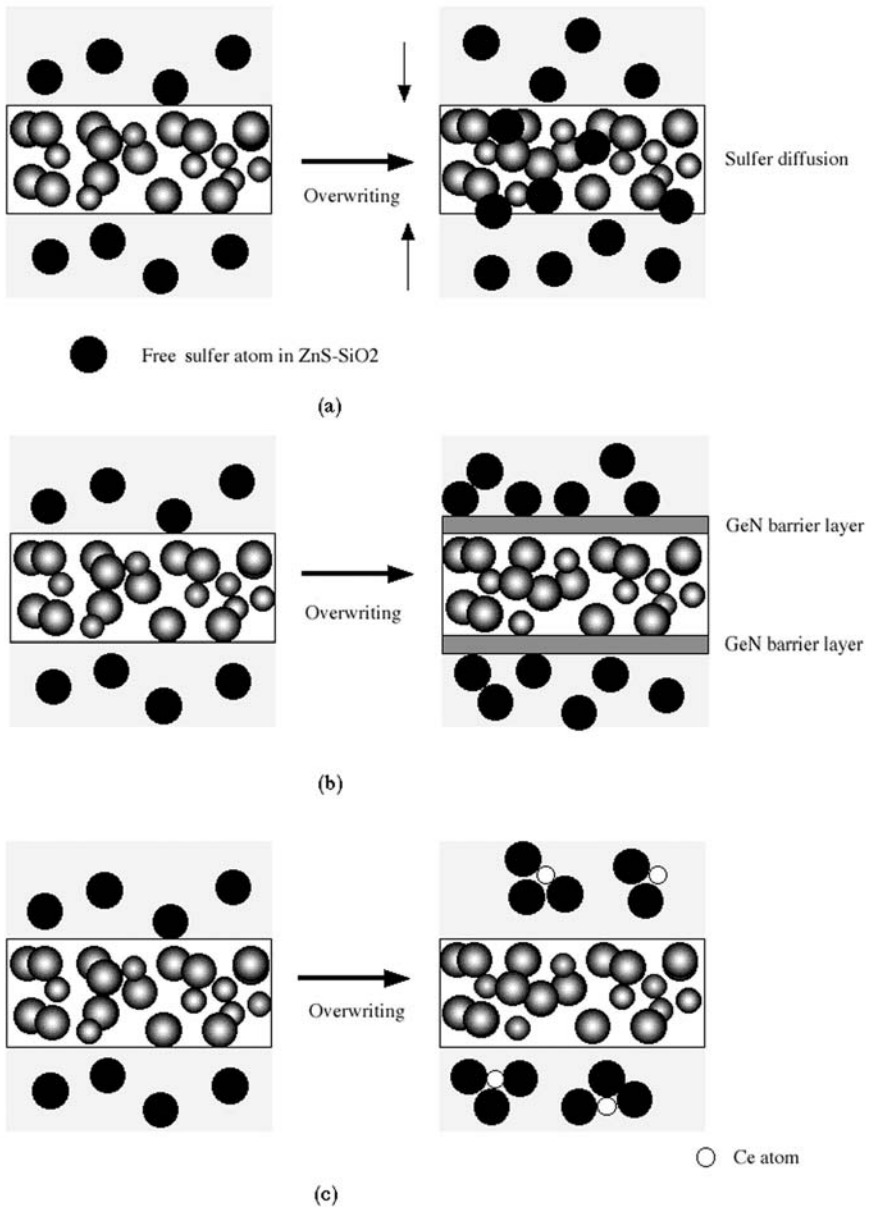 Overwriting
Sulfer diffusion
Free sulfer atom in ZnS-SiO2
(a)
GeN barrier layer
Overwriting
GeN barrier layer
(b)
Overwriting
Ce atom
(c)